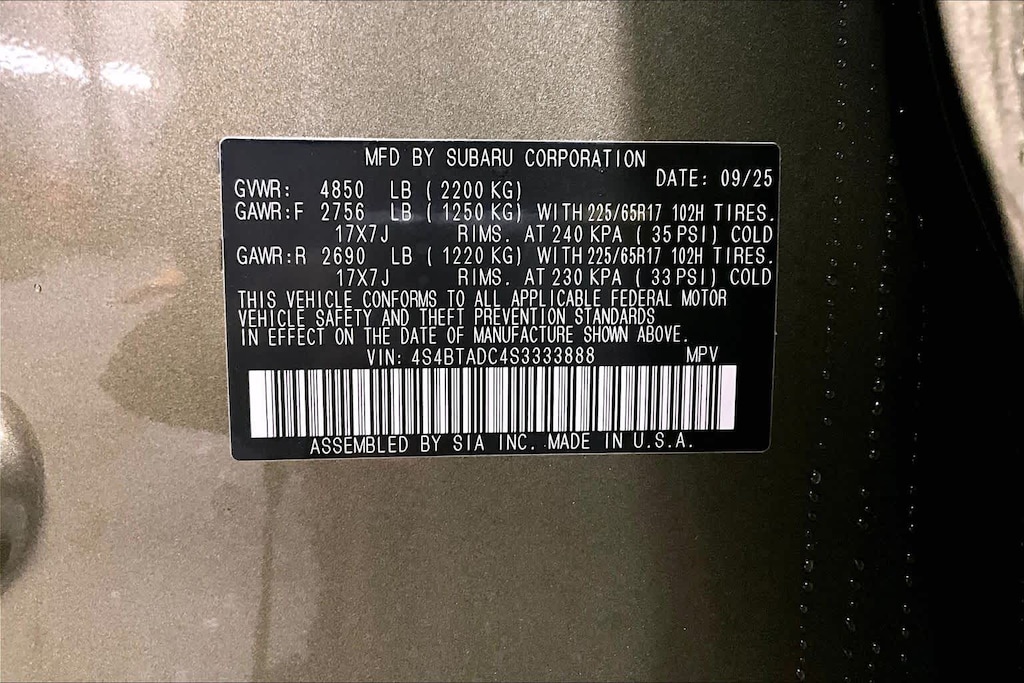 MFD BY SUBARU CORPORATION
DATE: 09/25
GVWR: 4850 LB (2200 KG)
GAWR:F 2756 LB (1250 KG) WITH 225/65R17 102H TIRES.
17X7J RIMS. AT 240 KPA (35 PSI) COLD
GAWR:R 2690 LB (1220 KG) WITH 225/65R17 102H TIRES.
17X7J RIMS. AT 230 KPA (33 PSI) COLD
THIS VEHICLE CONFORMS TO ALL APPLICABLE FEDERAL MOTOR
VEHICLE SAFETY AND THEFT PREVENTION STANDARDS
IN EFFECT ON THE DATE OF MANUFACTURE SHOWN ABOVE.
VIN: 4S4BTADC4S3333888 MPV
ASSEMBLED BY SIA INC. MADE IN U.S.A.